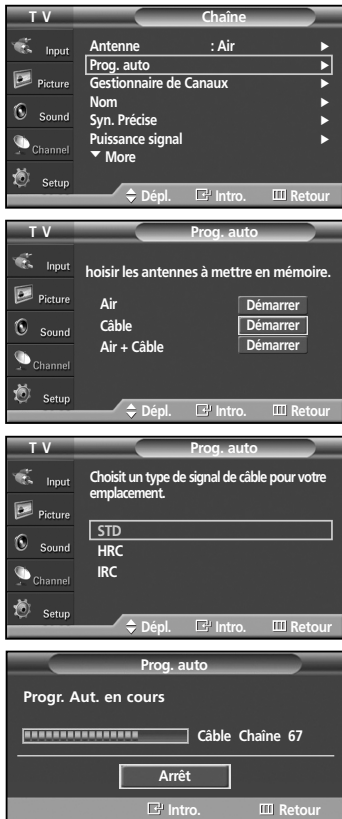 T V Chaîne
Input Antenne : Air ►
Prog. auto ►
Picture Gestionnaire de Canaux ►
Nom ►
Sound Syn. Précise ►
Puissance signal ►
Channel ▼ More
Setup
Dépl. Intro. Retour
T V Prog. auto
Input hoisir les antennes à mettre en mémoire.
Picture Air Démarrer
Sound Câble Démarrer
Air + Câble Démarrer
Channel
Setup
Dépl. Intro. Retour
T V Prog. auto
Input Choisit un type de signal de câble pour votre
emplacement.
Picture
STD
Sound HRC
Channel IRC
Setup
Dépl. Intro. Retour
Prog. auto
Progr. Aut. en cours
Câble Chaîne 67
Arrêt
Intro. Retour